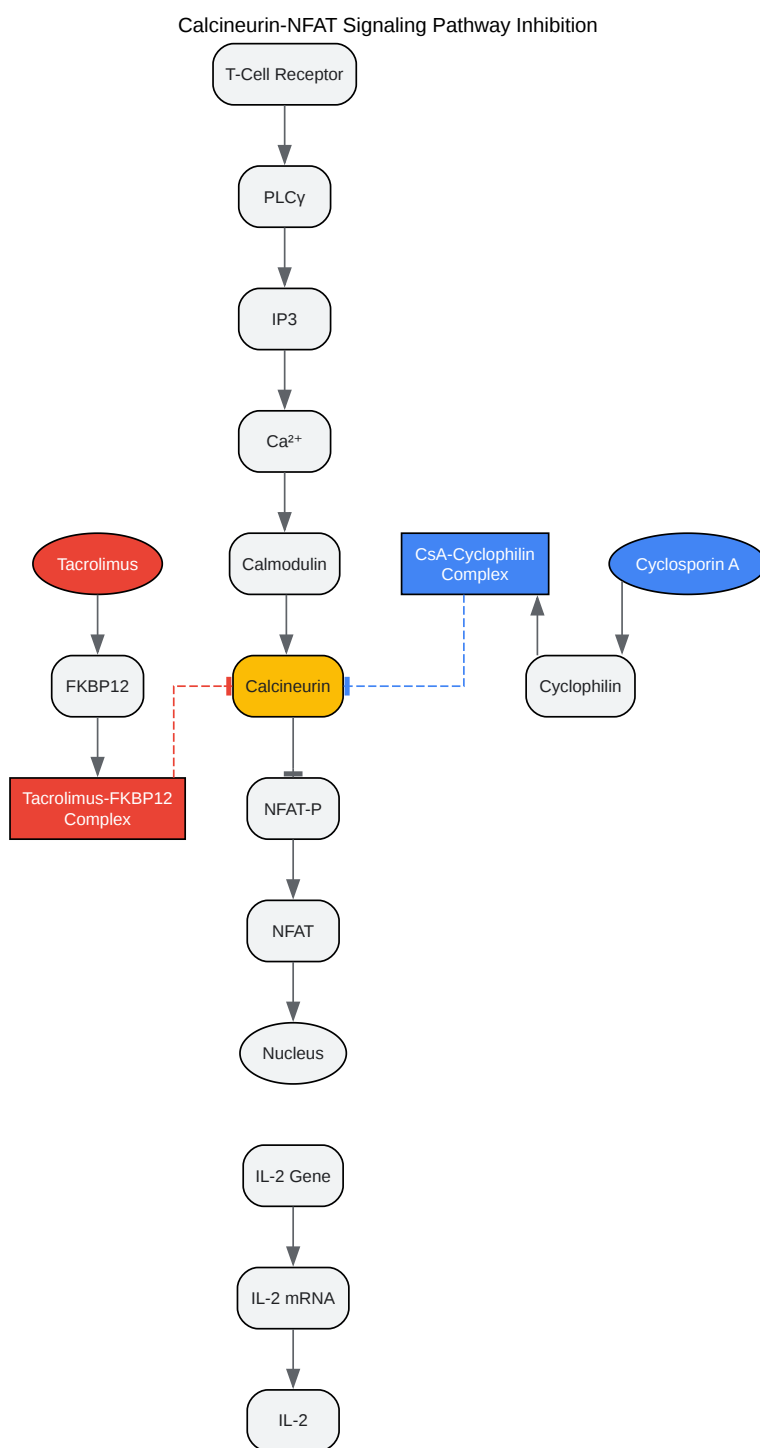 Calcineurin-NFAT Signaling Pathway Inhibition
T-Cell Receptor
PLCγ
IP3
Ca²⁺
Tacrolimus
Calmodulin
CsA-Cyclophilin
Complex
Cyclosporin A
FKBP12
Calcineurin
Cyclophilin
Tacrolimus-FKBP12
Complex
NFAT-P
NFAT
Nucleus
IL-2 Gene
IL-2 mRNA
IL-2